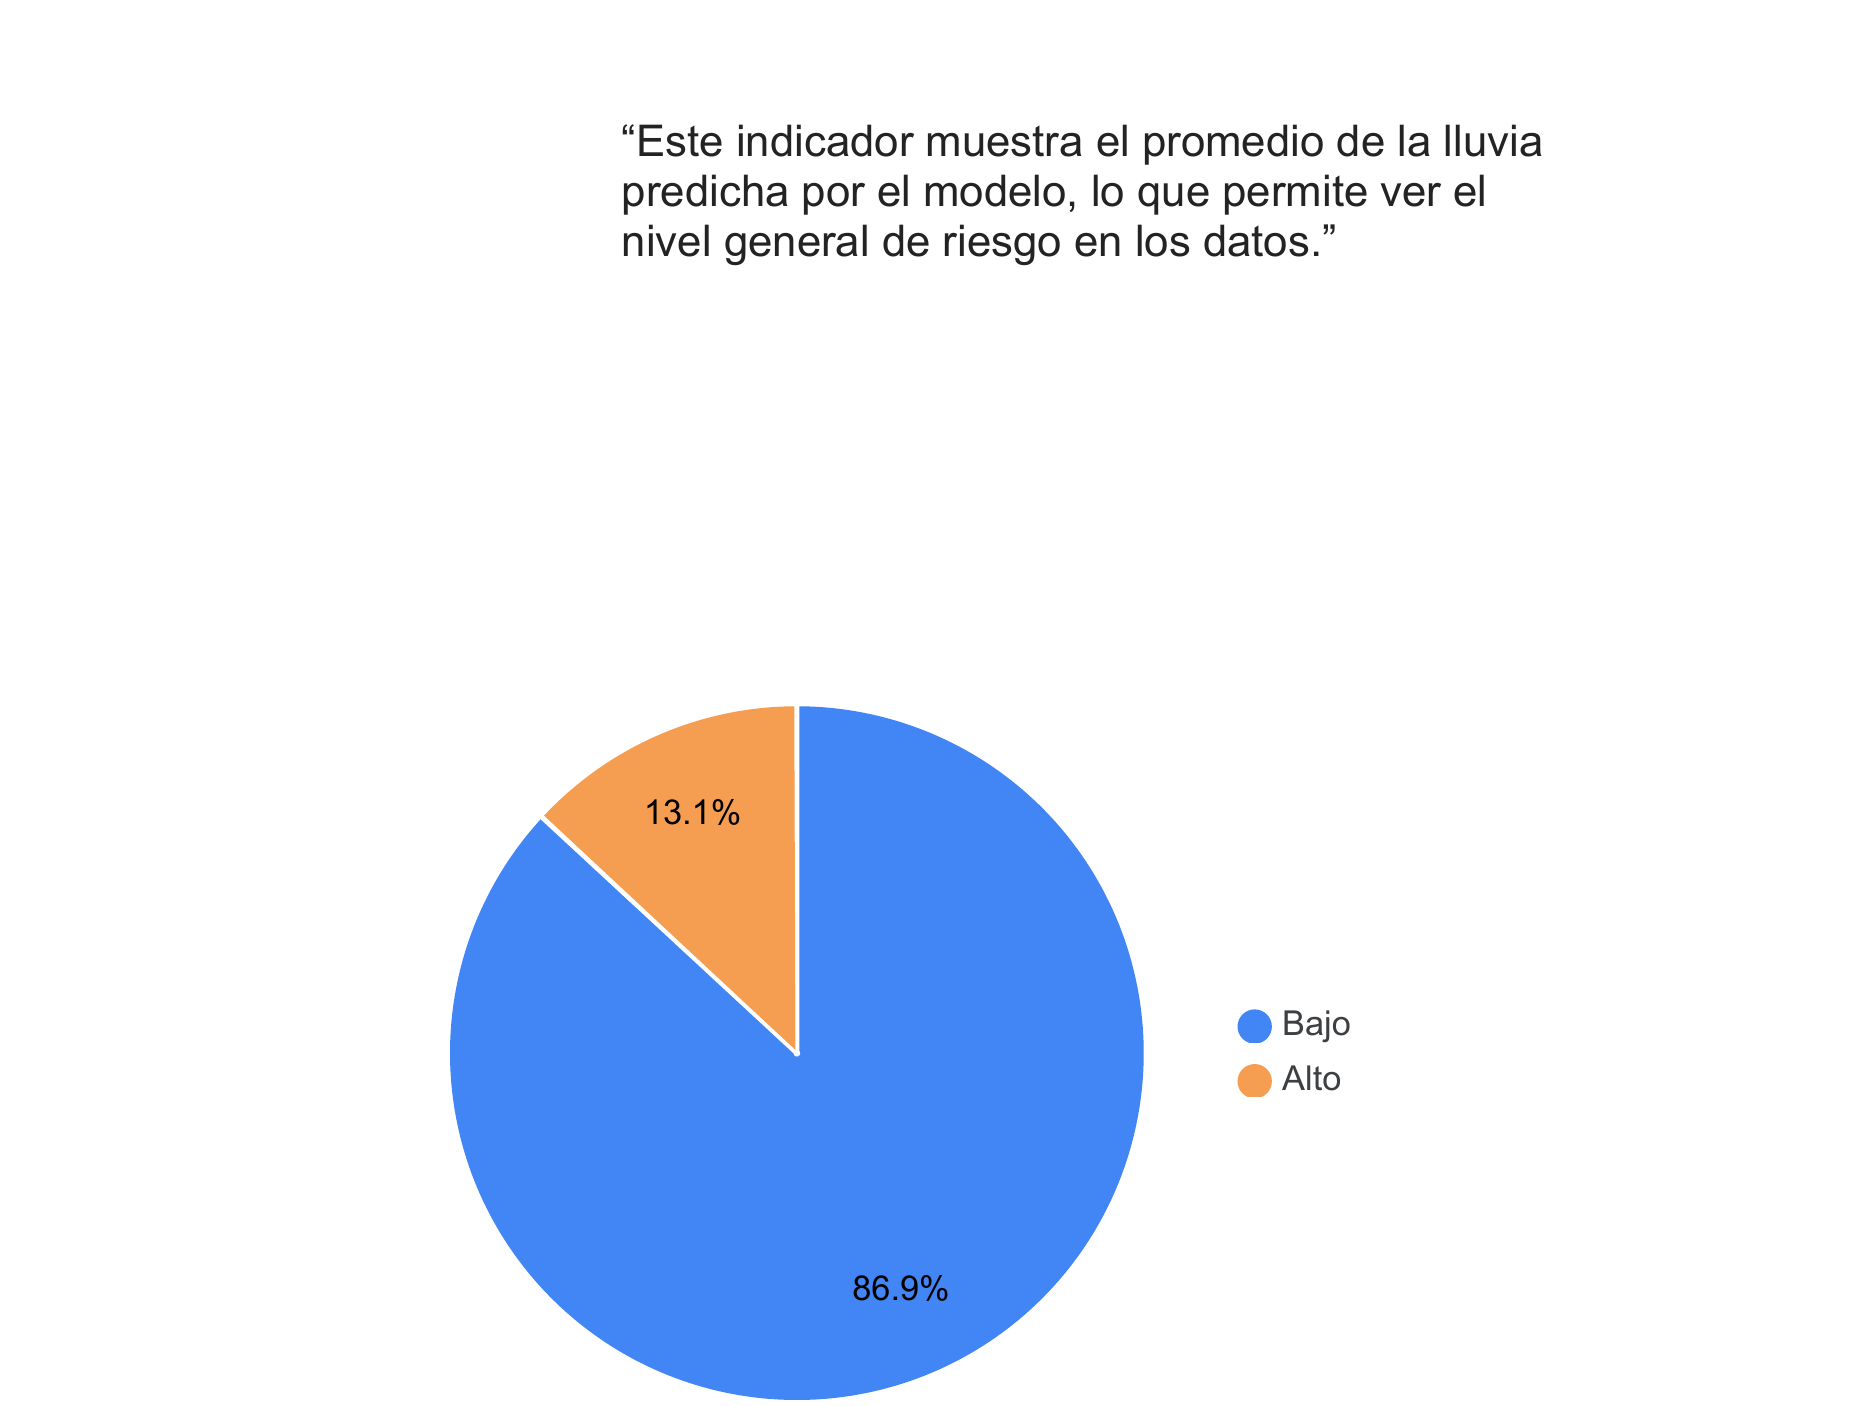 “Este indicador muestra el promedio de la lluvia
predicha por el modelo, lo que permite ver el
nivel general de riesgo en los datos.”
13.1%
Bajo
Alto
86.9%